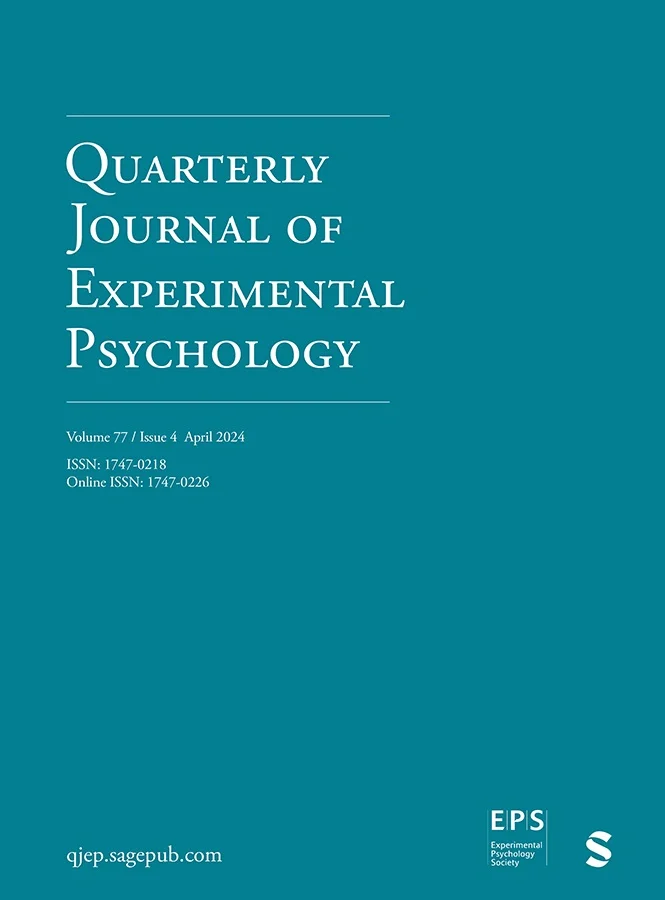 Quarterly
Journal of
Experimental
Psychology
Volume 77 / Issue 4 April 2024
ISSN: 1747-0218
Online ISSN: 1747-0226
EPS
Experimental
Psychology
Society
qjep.sagepub.com
S